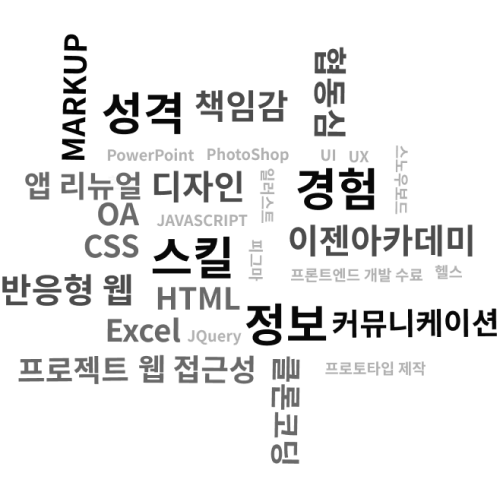 MARKUP
성격
책임감
협동심
PowerPoint
PhotoShop
UI
UX
스노우보드
앱 리뉴얼
디자인
일러스트
경험
OA
JAVASCRIPT
CSS
스킬
피그마
이젠아카데미
프론트엔드 개발 수료
헬스
반응형 웹
HTML
Excel
JQuery
정보
커뮤니케이션
프로젝트
웹 접근성
클론코딩
프로토타입 제작